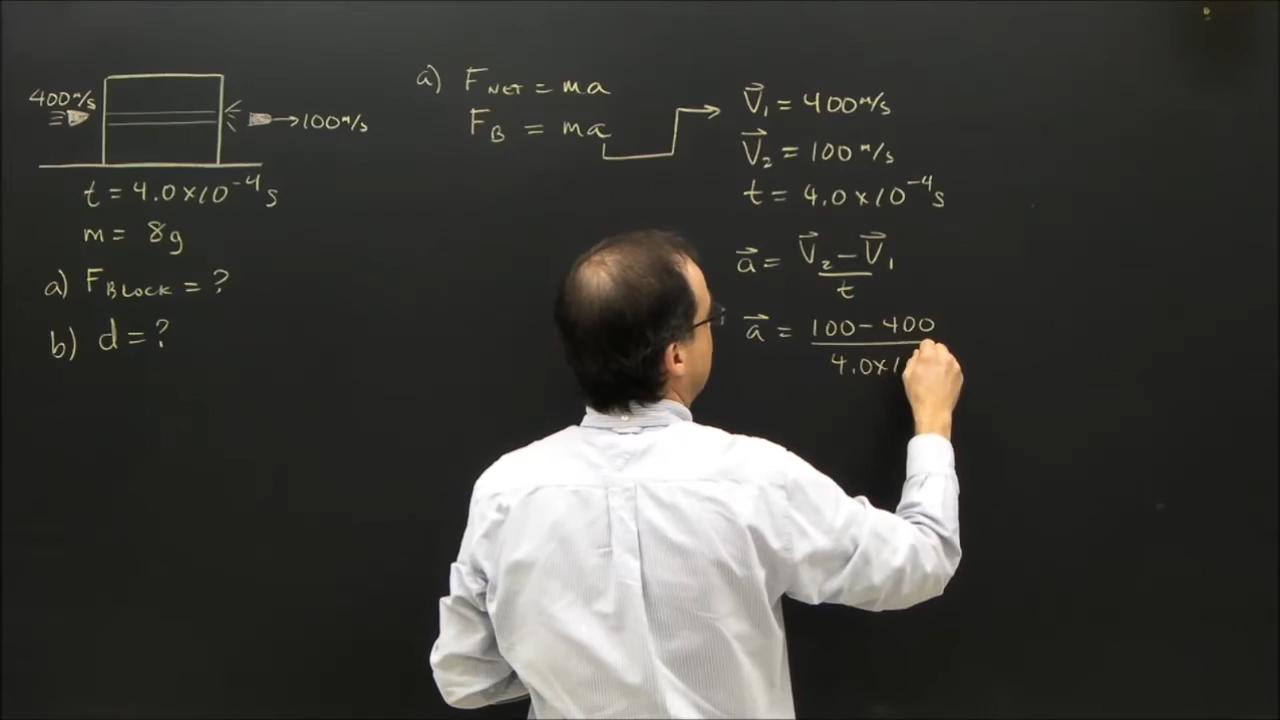 400 m/s
→100 m/s
t = 4.0×10⁻⁴ s
m = 8g
a) F_BLOCK = ?
b) d = ?
a) F_NET = ma
F_B = ma
V⃗₁ = 400 m/s
V⃗₂ = 100 m/s
t = 4.0×10⁻⁴ s
a⃗ = (V⃗₂ − V⃗₁) / t
a⃗ = (100 − 400) / 4.0×1